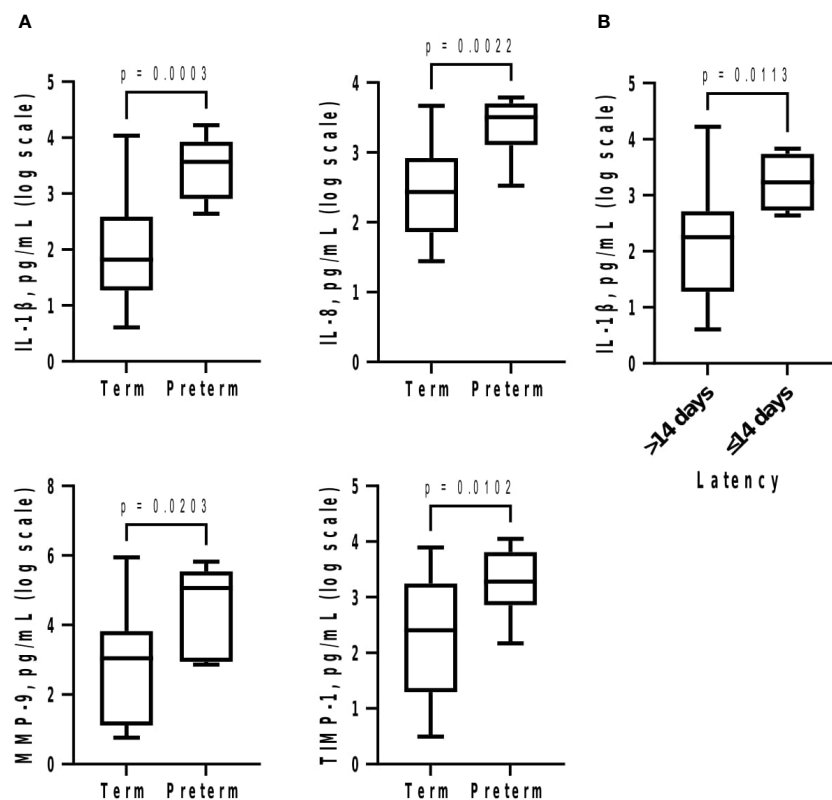 A
B
p = 0.0003
p = 0.0022
p = 0.0113
IL-1β, pg/mL (log scale)
5
4
3
2
1
0
Term Preterm
IL-8, pg/mL (log scale)
4
3
2
1
0
Term Preterm
IL-1β, pg/mL (log scale)
5
4
3
2
1
0
>14 days
≤14 days
Latency
p = 0.0203
p = 0.0102
MMP-9, pg/mL (log scale)
8
6
4
2
0
Term Preterm
TIMP-1, pg/mL (log scale)
5
4
3
2
1
0
Term Preterm